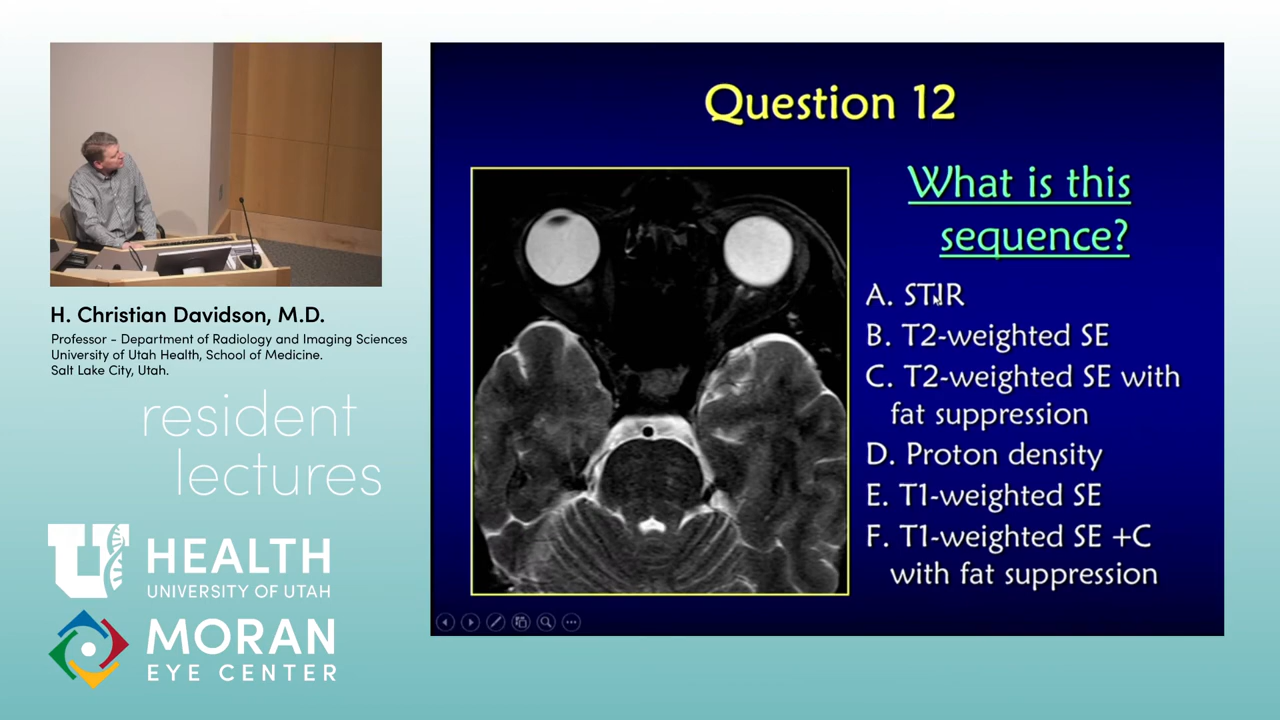 Question 12
What is this
sequence?
A. STIR
B. T2-weighted SE
C. T2-weighted SE with
fat suppression
D. Proton density
E. T1-weighted SE
F. T1-weighted SE +C
with fat suppression
H. Christian Davidson, M.D.
Professor - Department of Radiology and Imaging Sciences
University of Utah Health, School of Medicine.
Salt Lake City, Utah.
resident
lectures
U HEALTH
UNIVERSITY OF UTAH
MORAN
EYE CENTER